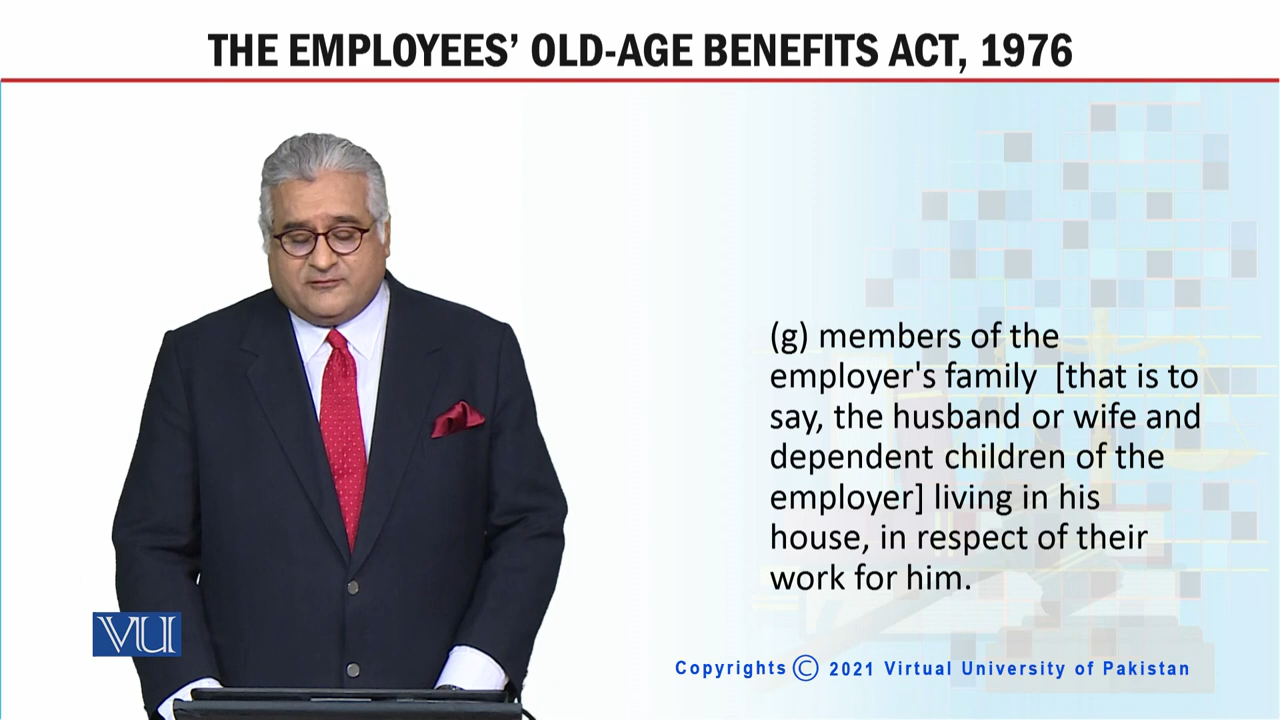 THE EMPLOYEES’ OLD-AGE BENEFITS ACT, 1976
(g) members of the
employer's family [that is to
say, the husband or wife and
dependent children of the
employer] living in his
house, in respect of their
work for him.
VU
Copyrights © 2021 Virtual University of Pakistan